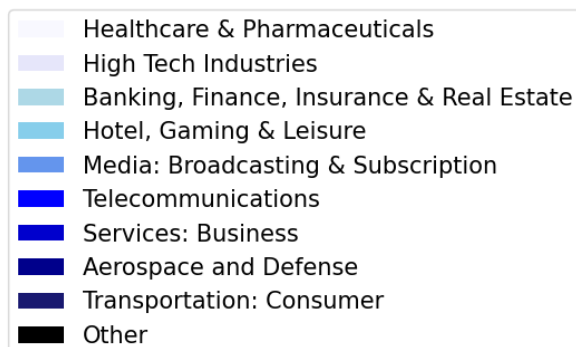 Healthcare & Pharmaceuticals
High Tech Industries
Banking, Finance, Insurance & Real Estate
Hotel, Gaming & Leisure
Media: Broadcasting & Subscription
Telecommunications
Services: Business
Aerospace and Defense
Transportation: Consumer
Other